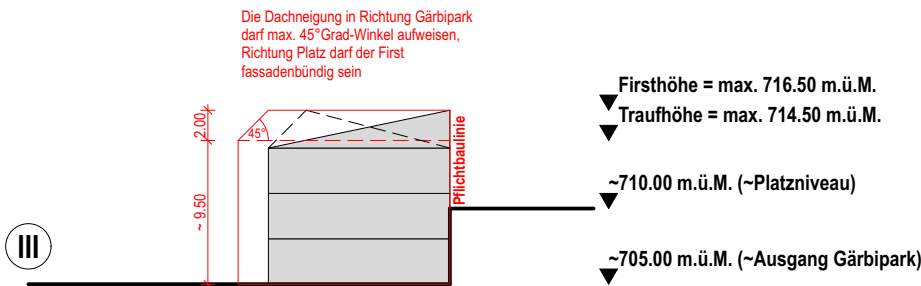 Die Dachneigung in Richtung Gärbipark
darf max. 45°Grad-Winkel aufweisen,
Richtung Platz darf der First
fassadenbündig sein
Firsthöhe = max. 716.50 m.ü.M.
Traufhöhe = max. 714.50 m.ü.M.
2.00
45°
Pflichtbaulinie
~710.00 m.ü.M. (~Platzniveau)
~ 9.50
III
~705.00 m.ü.M. (~Ausgang Gärbipark)